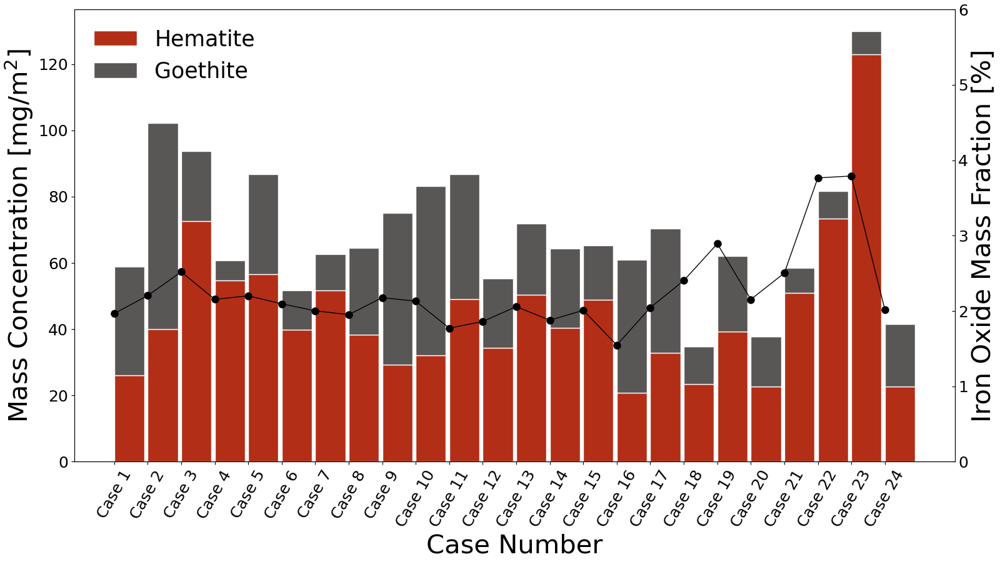 Hematite
Goethite
Mass Concentration [mg/m²]
0
20
40
60
80
100
120
Iron Oxide Mass Fraction [%]
0
1
2
3
4
5
6
Case 1
Case 2
Case 3
Case 4
Case 5
Case 6
Case 7
Case 8
Case 9
Case 10
Case 11
Case 12
Case 13
Case 14
Case 15
Case 16
Case 17
Case 18
Case 19
Case 20
Case 21
Case 22
Case 23
Case 24
Case Number